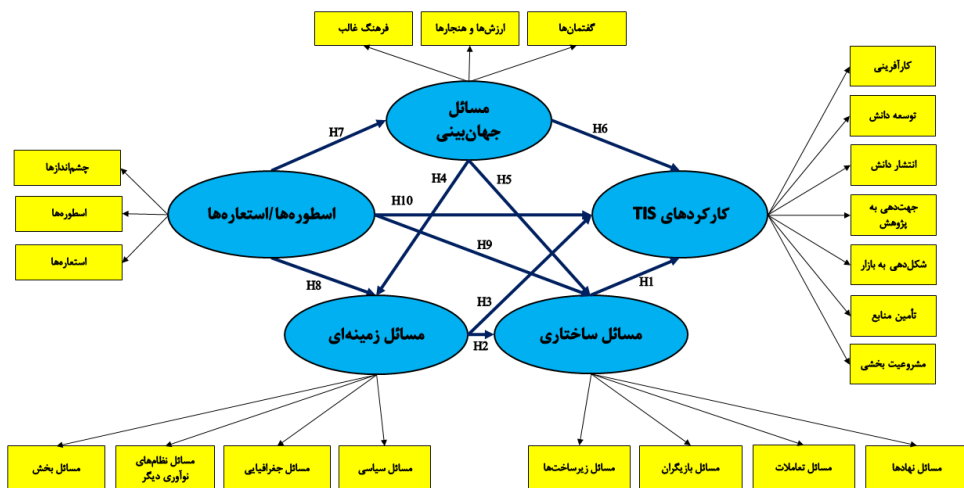 گفتمان‌ها
ارزش‌ها و هنجارها
فرهنگ غالب
مسائل
جهان‌بینی
H7
H6
H4
H5
چشم‌اندازها
اسطوره‌ها
استعاره‌ها
اسطوره‌ها/استعاره‌ها
H10
H9
H8
H3
H1
H2
کارکردهای TIS
کارآفرینی
توسعه دانش
انتشار دانش
جهت‌دهی به
پژوهش
شکل‌دهی به بازار
تأمین منابع
مشروعیت بخشی
مسائل ساختاری
مسائل زمینه‌ای
مسائل نهادها
مسائل تعاملات
مسائل بازیگران
مسائل زیرساخت‌ها
مسائل سیاسی
مسائل جغرافیایی
مسائل نظام‌های
نوآوری دیگر
مسائل بخش